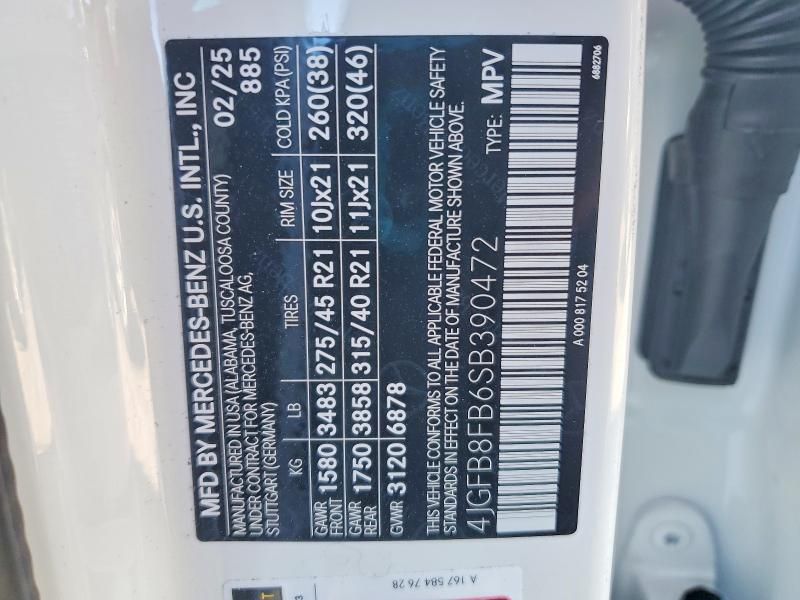 MFD BY MERCEDES-BENZ U.S. INTL., INC
MANUFACTURED IN USA (ALABAMA, TUSCALOOSA COUNTY) 02/25
UNDER CONTRACT FOR MERCEDES-BENZ AG, 885
STUTTGART (GERMANY)
KG LB TIRES RIM SIZE COLD KPA (PSI)
GAWR FRONT 1580 3483 275/45 R21 10Jx21 260(38)
GAWR REAR 1750 3858 315/40 R21 11Jx21 320(46)
GVWR 3120 6878
THIS VEHICLE CONFORMS TO ALL APPLICABLE FEDERAL MOTOR VEHICLE SAFETY
STANDARDS IN EFFECT ON THE DATE OF MANUFACTURE SHOWN ABOVE.
4JGFB8FB6SB390472 TYPE: MPV
A 000 817 52 04
6882706
A 167 584 76 28